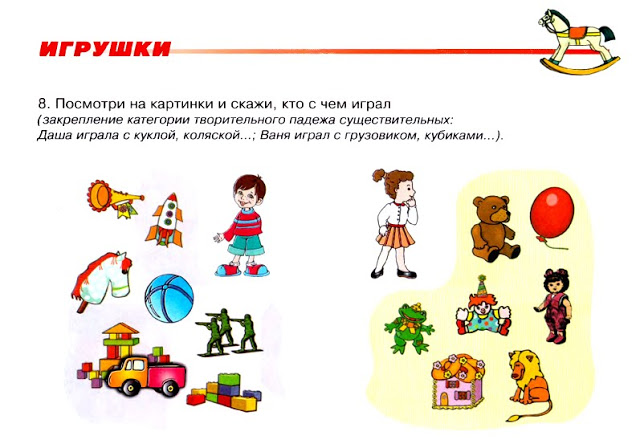 ИГРУШКИ
8. Посмотри на картинки и скажи, кто с чем играл
(закрепление категории творительного падежа существительных:
Даша играла с куклой, коляской...; Ваня играл с грузовиком, кубиками...).